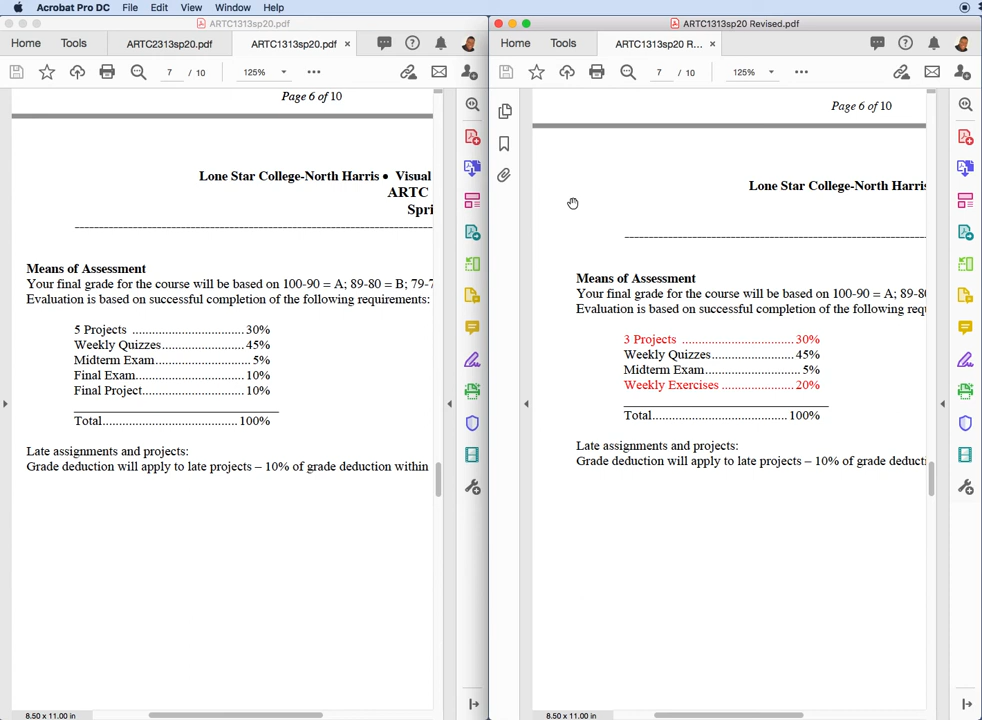 Acrobat Pro DC File Edit View Window Help
ARTC1313sp20.pdf
Home Tools ARTC2313sp20.pdf ARTC1313sp20.pdf ×
7 / 10 125%
Page 6 of 10
Lone Star College-North Harris • Visual
ARTC
Spri
Means of Assessment
Your final grade for the course will be based on 100-90 = A; 89-80 = B; 79-7
Evaluation is based on successful completion of the following requirements:
5 Projects ................................ 30%
Weekly Quizzes........................ 45%
Midterm Exam............................ 5%
Final Exam............................... 10%
Final Project............................. 10%
Total....................................... 100%
Late assignments and projects:
Grade deduction will apply to late projects – 10% of grade deduction within
8.50 x 11.00 in
ARTC1313sp20 Revised.pdf
Home Tools ARTC1313sp20 R... ×
7 / 10 125%
Page 6 of 10
Lone Star College-North Harris
Means of Assessment
Your final grade for the course will be based on 100-90 = A; 89-8
Evaluation is based on successful completion of the following req
3 Projects ................................ 30%
Weekly Quizzes........................ 45%
Midterm Exam............................ 5%
Weekly Exercises ..................... 20%
Total....................................... 100%
Late assignments and projects:
Grade deduction will apply to late projects – 10% of grade deducti
8.50 x 11.00 in